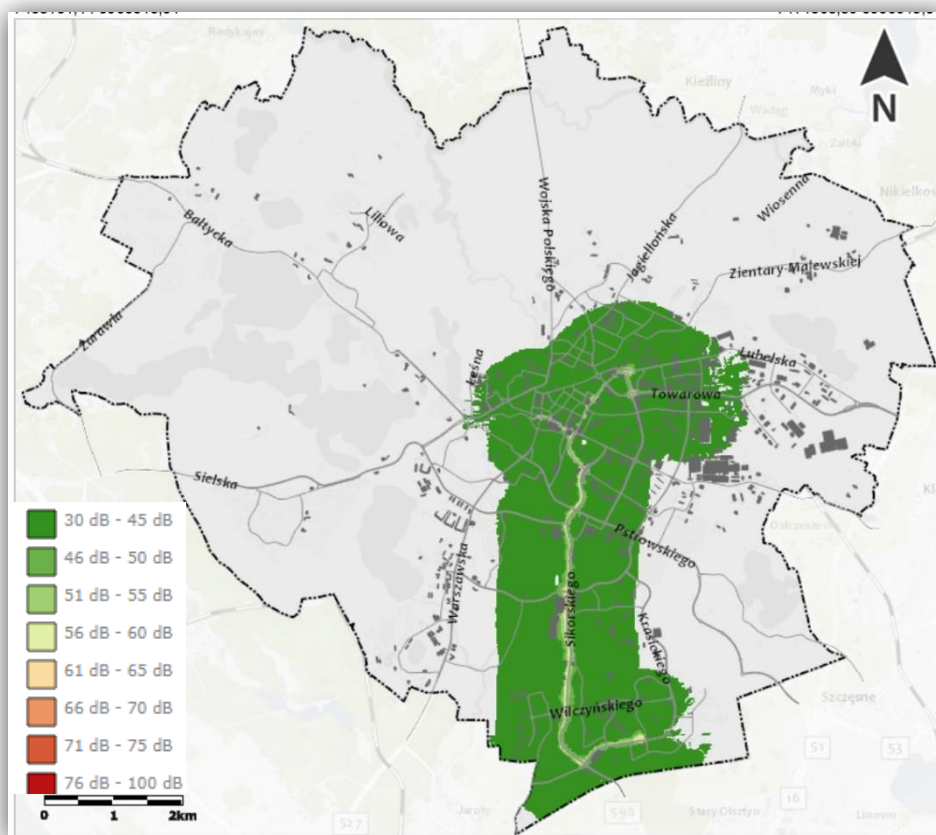 Redykajny
Kieźliny
Myki
Wadąg
Zalbki
N
Nikielkow
Wiosenna
Wojska Polskiego
Jagiellońska
Liliowa
Bałtycka
Zientary-Malewskiej
Żurawia
Leśna
Lubelska
Towarowa
Sielska
Ostrzeszewo
Pstrowskiego
Warszawska
Sikorskiego
Krasickiego
Wilczyńskiego
Szczęsne
30 dB - 45 dB
46 dB - 50 dB
51 dB - 55 dB
56 dB - 60 dB
61 dB - 65 dB
66 dB - 70 dB
71 dB - 75 dB
76 dB - 100 dB
0 1 2km
51
53
16
598
527
Jaroty
Stary Olsztyn
Linowo